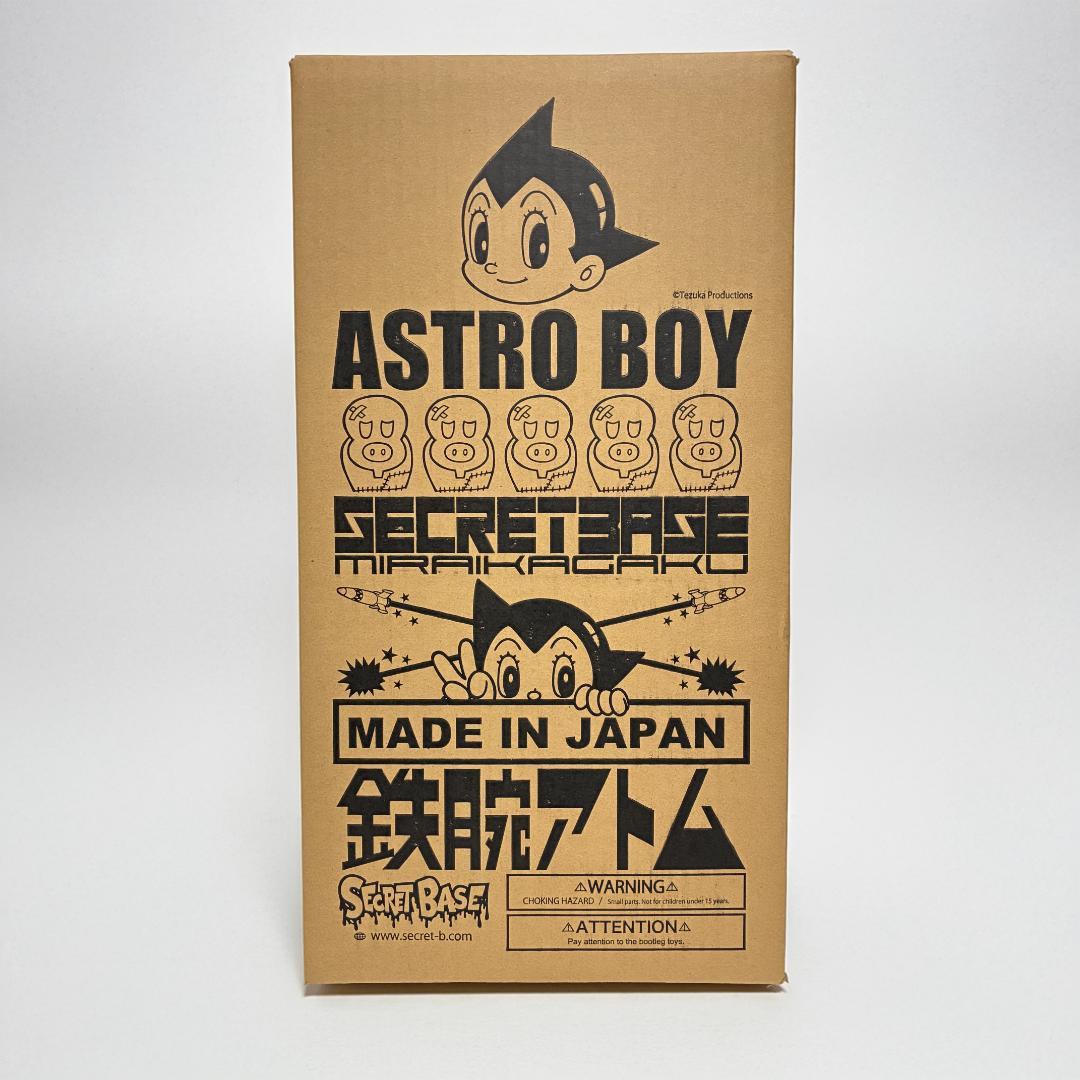 ©Tezuka Productions
ASTRO BOY
SECRETBASE
MIRAIKAGAKU
MADE IN JAPAN
鉄腕アトム
SECRET BASE
www.secret-b.com
⚠WARNING⚠
CHOKING HAZARD / Small parts. Not for children under 15 years.
⚠ATTENTION⚠
Pay attention to the bootleg toys.